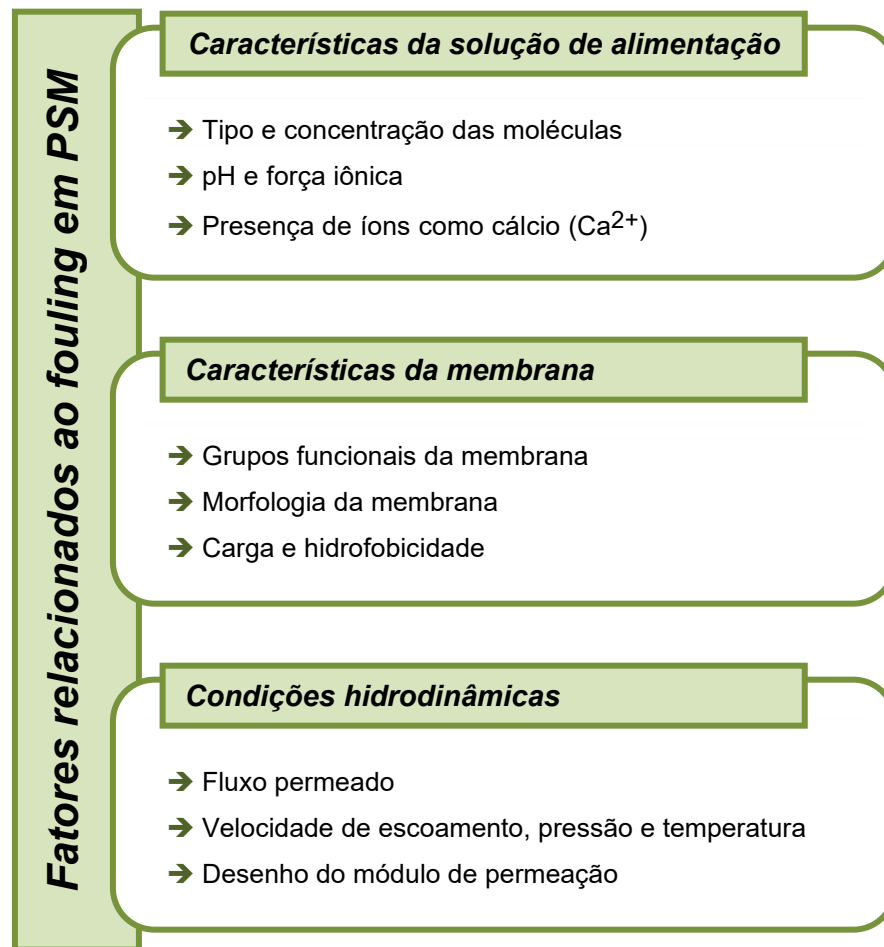 Fatores relacionados ao fouling em PSM
Características da solução de alimentação
➔ Tipo e concentração das moléculas
➔ pH e força iônica
➔ Presença de íons como cálcio (Ca²⁺)
Características da membrana
➔ Grupos funcionais da membrana
➔ Morfologia da membrana
➔ Carga e hidrofobicidade
Condições hidrodinâmicas
➔ Fluxo permeado
➔ Velocidade de escoamento, pressão e temperatura
➔ Desenho do módulo de permeação